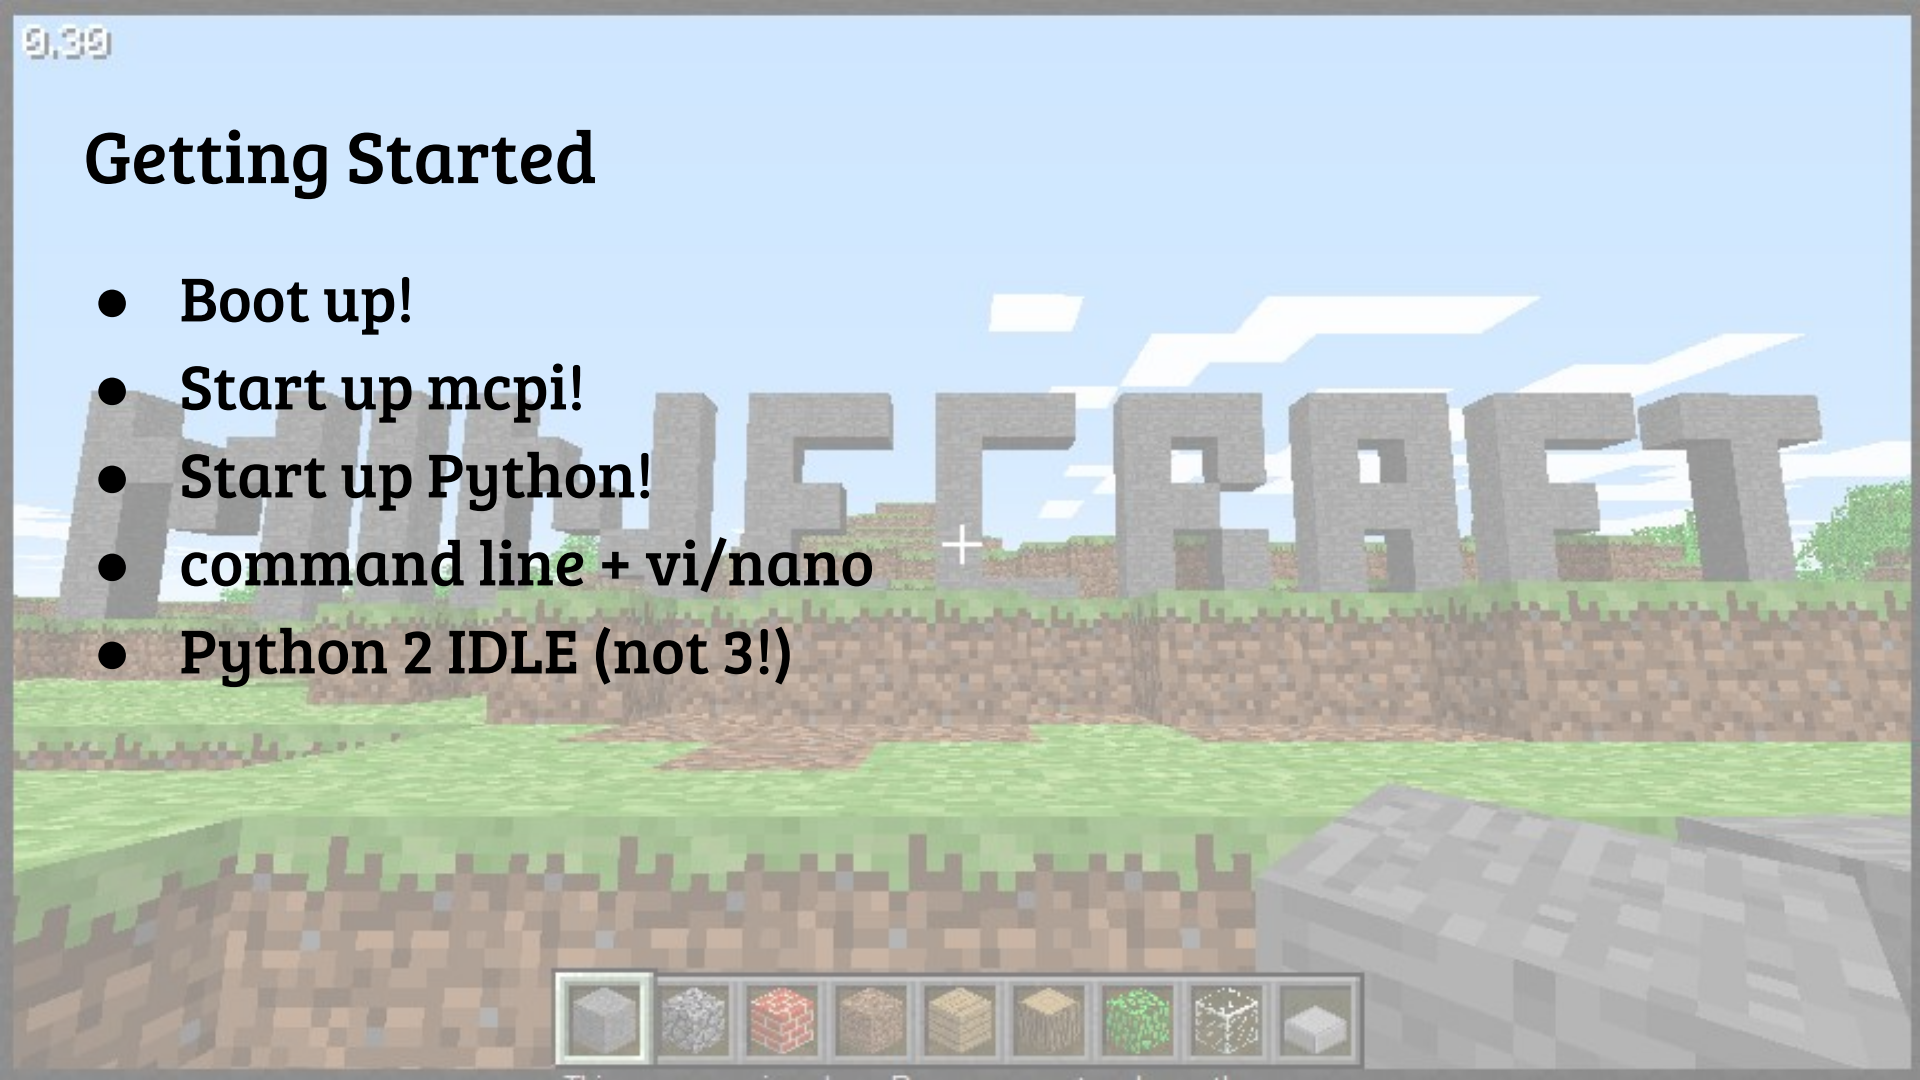 0.30
Getting Started
● Boot up!
● Start up mcpi!
● Start up Python!
● command line + vi/nano
● Python 2 IDLE (not 3!)
MINECRAFT